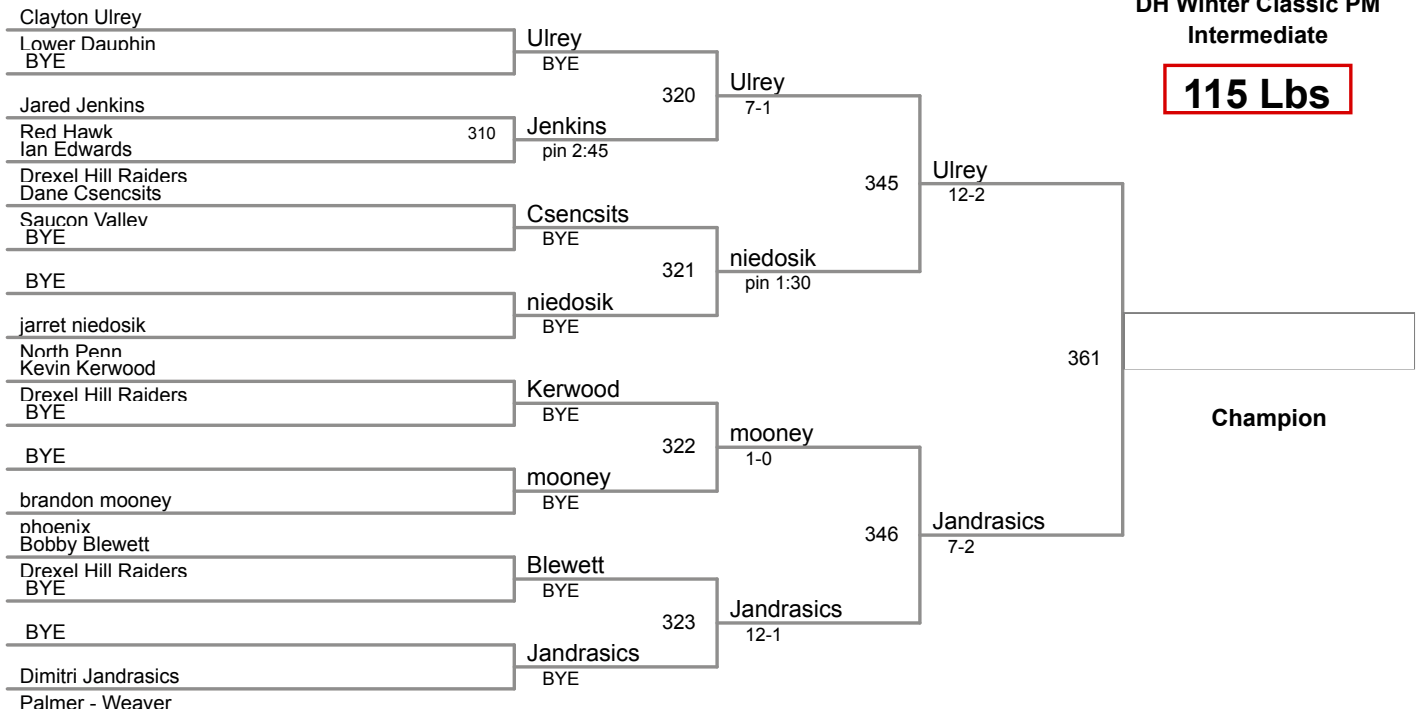 DH Winter Classic PM
Intermediate
115 Lbs
Clayton Ulrey
Lower Dauphin
BYE
Jared Jenkins
Red Hawk
Ian Edwards
Drexel Hill Raiders
Dane Csencsits
Saucon Valley
BYE
BYE
jarret niedosik
North Penn
Kevin Kerwood
Drexel Hill Raiders
BYE
BYE
brandon mooney
phoenix
Bobby Blewett
Drexel Hill Raiders
BYE
BYE
Dimitri Jandrasics
Palmer - Weaver
310
Ulrey
BYE
Jenkins
pin 2:45
Csencsits
BYE
niedosik
BYE
Kerwood
BYE
mooney
BYE
Blewett
BYE
Jandrasics
BYE
320
321
322
323
Ulrey
7-1
niedosik
pin 1:30
mooney
1-0
Jandrasics
12-1
345
346
Ulrey
12-2
Jandrasics
7-2
361
Champion